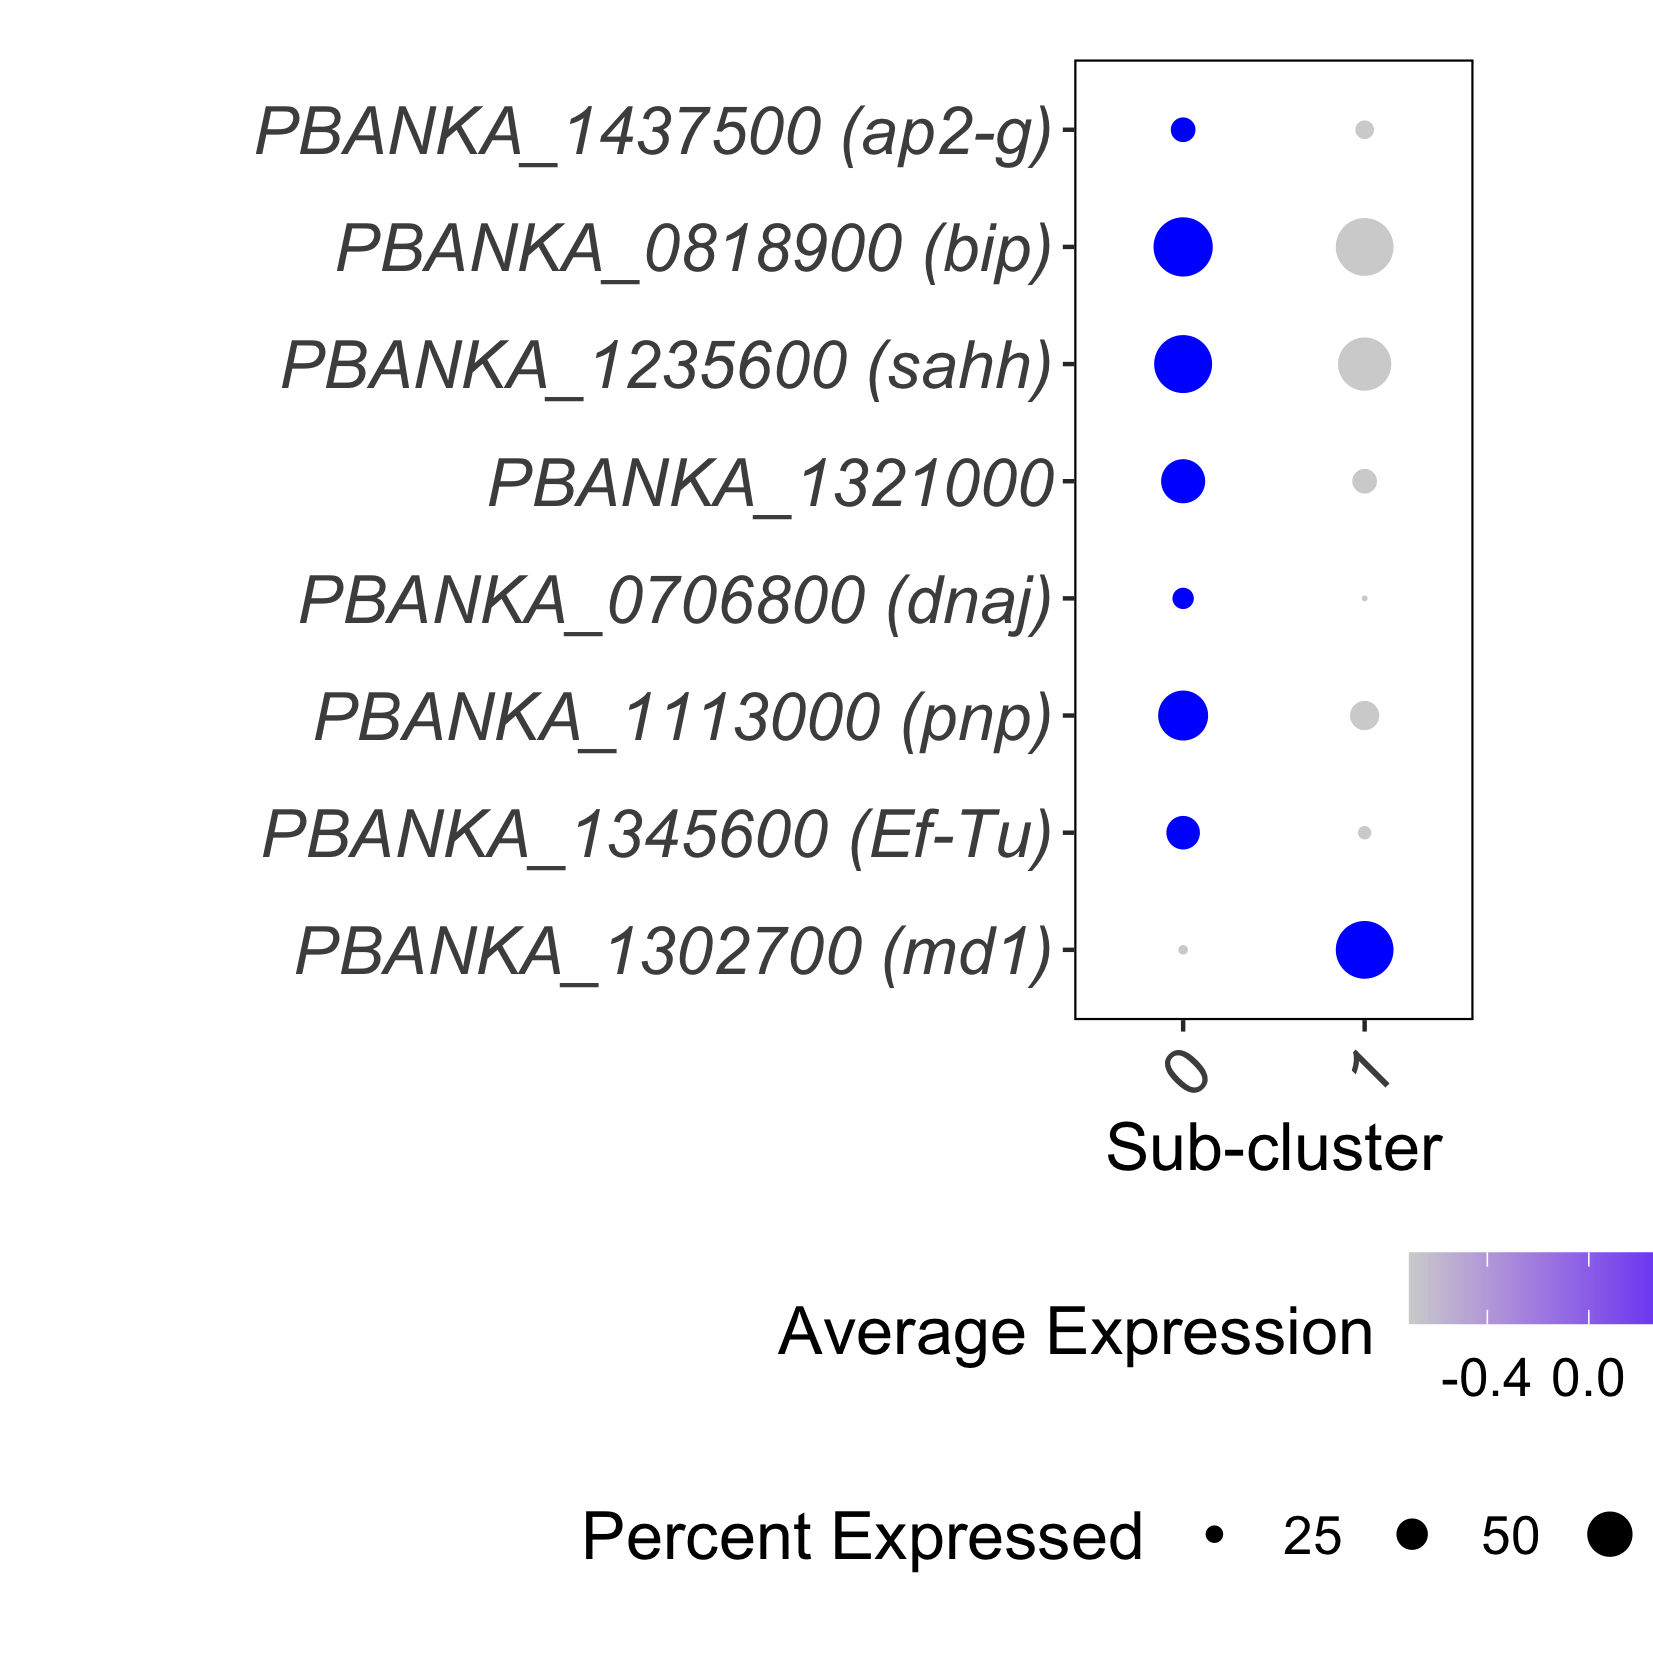 PBANKA_1437500 (ap2-g)
PBANKA_0818900 (bip)
PBANKA_1235600 (sahh)
PBANKA_1321000
PBANKA_0706800 (dnaj)
PBANKA_1113000 (pnp)
PBANKA_1345600 (Ef-Tu)
PBANKA_1302700 (md1)
0 1
Sub-cluster
Average Expression
-0.4 0.0
Percent Expressed 25 50